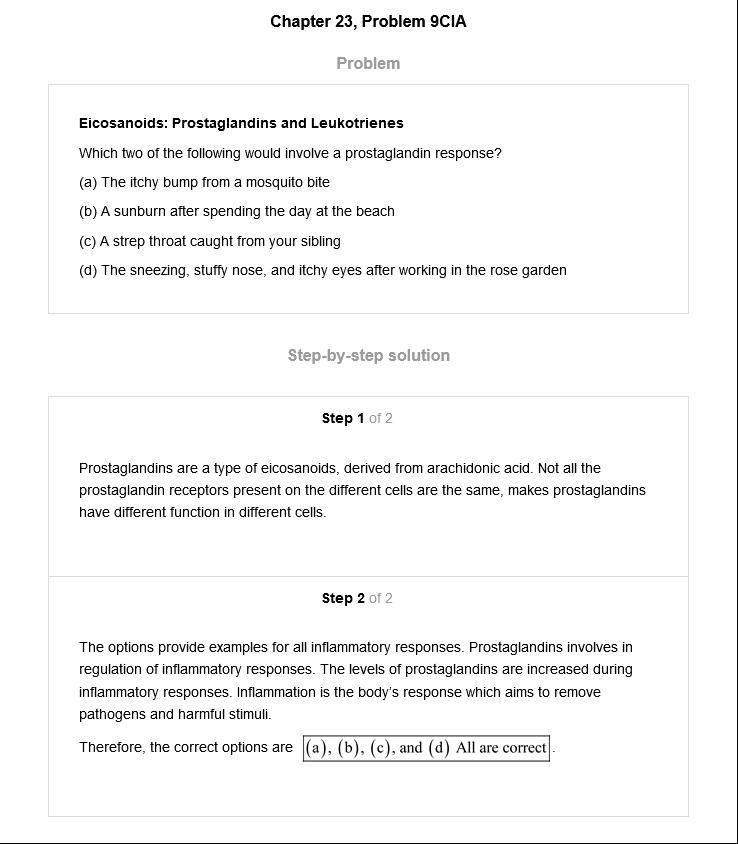 Chapter 23, Problem 9CIA
Problem
Eicosanoids: Prostaglandins and Leukotrienes
Which two of the following would involve a prostaglandin response?
(a) The itchy bump from a mosquito bite
(b) A sunburn after spending the day at the beach
(c) A strep throat caught from your sibling
(d) The sneezing, stuffy nose, and itchy eyes after working in the rose garden
Step-by-step solution
Step 1 of 2
Prostaglandins are a type of eicosanoids, derived from arachidonic acid. Not all the
prostaglandin receptors present on the different cells are the same, makes prostaglandins
have different function in different cells.
Step 2 of 2
The options provide examples for all inflammatory responses. Prostaglandins involves in
regulation of inflammatory responses. The levels of prostaglandins are increased during
inflammatory responses. Inflammation is the body's response which aims to remove
pathogens and harmful stimuli.
Therefore, the correct options are (a), (b), (c), and (d) All are correct.